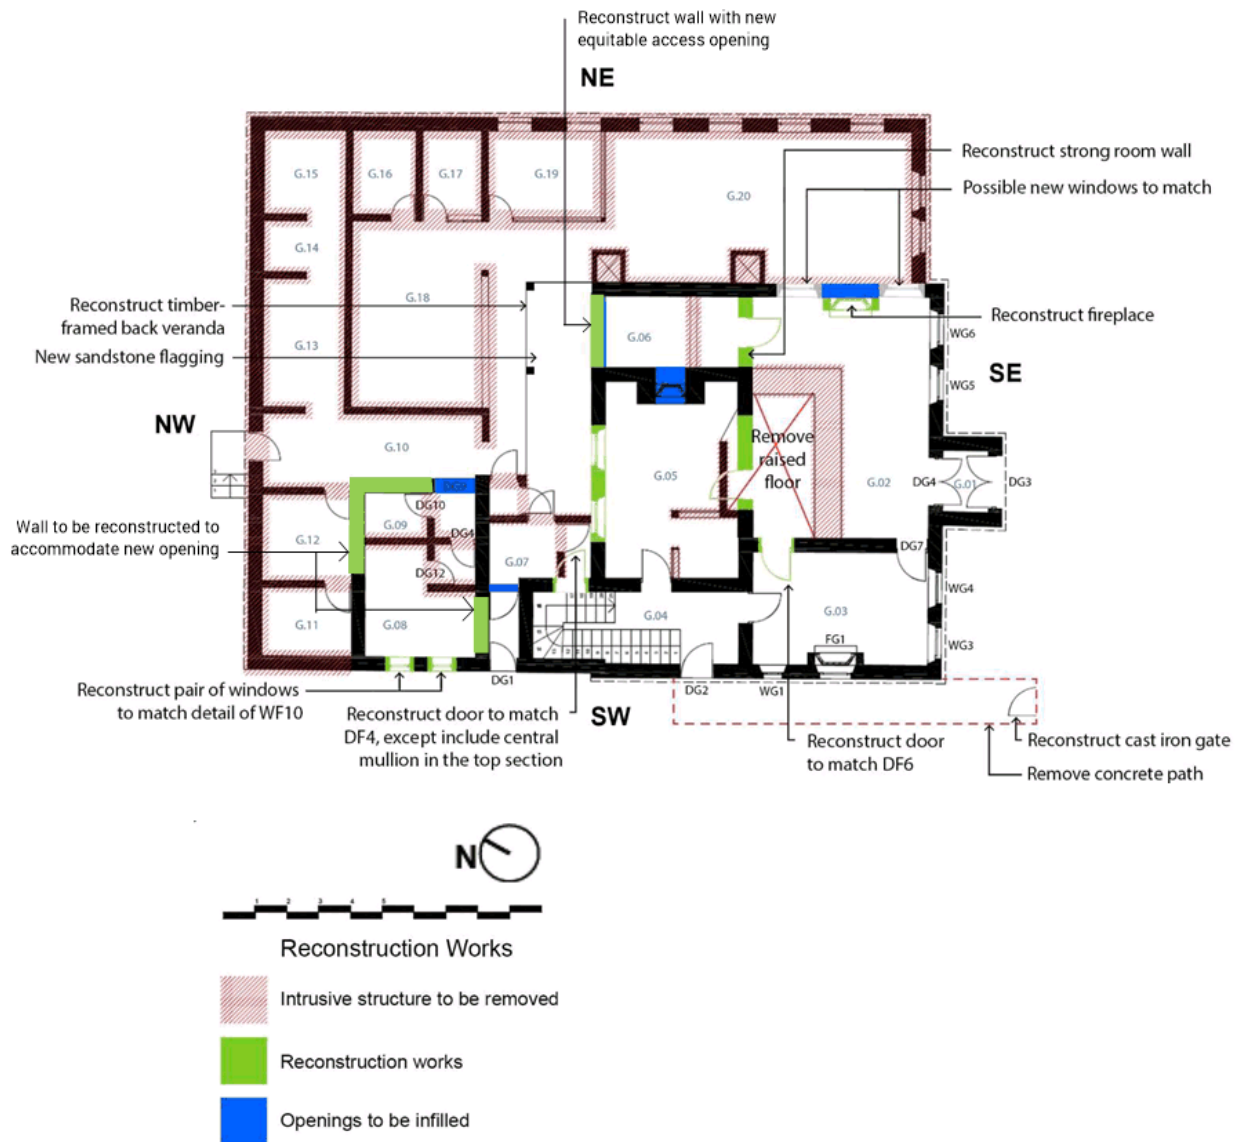 Reconstruct wall with new
equitable access opening
NE
Reconstruct strong room wall
Possible new windows to match
G.15
G.16
G.17
G.19
G.20
G.14
Reconstruct timber-
framed back veranda
G.18
Reconstruct fireplace
New sandstone flagging
G.13
G.06
WG6
SE
WG5
NW
G.10
Remove
raised
floor
G.05
G.02
DG4
G.01
DG3
DG9
DG10
G.09
DG4
Wall to be reconstructed to
accommodate new opening
G.12
DG12
G.07
DG7
WG4
G.11
G.08
G.04
G.03
FG1
WG3
DG1
DG2
WG1
Reconstruct pair of windows
to match detail of WF10
SW
Reconstruct door to match
DF4, except include central
mullion in the top section
Reconstruct door
to match DF6
Reconstruct cast iron gate
Remove concrete path
N
1 2 3 4 5
Reconstruction Works
Intrusive structure to be removed
Reconstruction works
Openings to be infilled